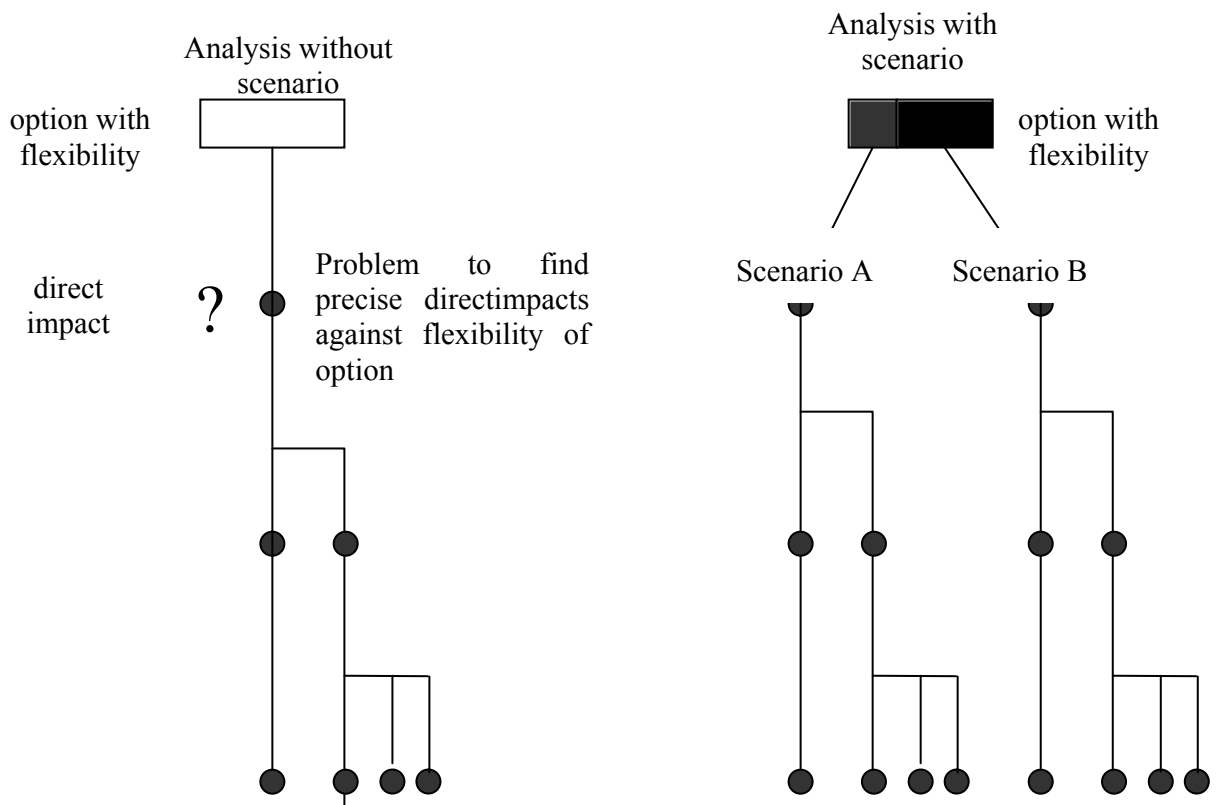 Analysis without
scenario
option with
flexibility
direct
impact
?
Problem to find
precise directimpacts
against flexibility of
option
Analysis with
scenario
option with
flexibility
Scenario A
Scenario B